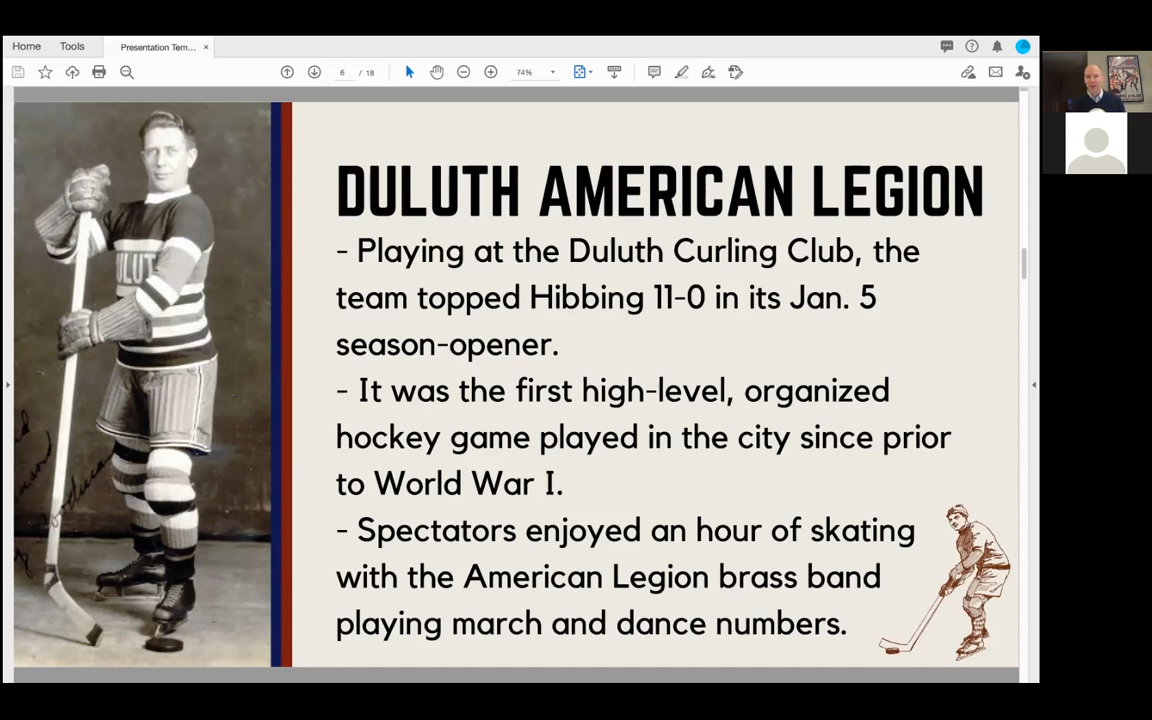 Home Tools Presentation Tem... ×
6 / 18 74%
DULUTH AMERICAN LEGION
- Playing at the Duluth Curling Club, the
team topped Hibbing 11-0 in its Jan. 5
season-opener.
- It was the first high-level, organized
hockey game played in the city since prior
to World War I.
- Spectators enjoyed an hour of skating
with the American Legion brass band
playing march and dance numbers.
DULUT